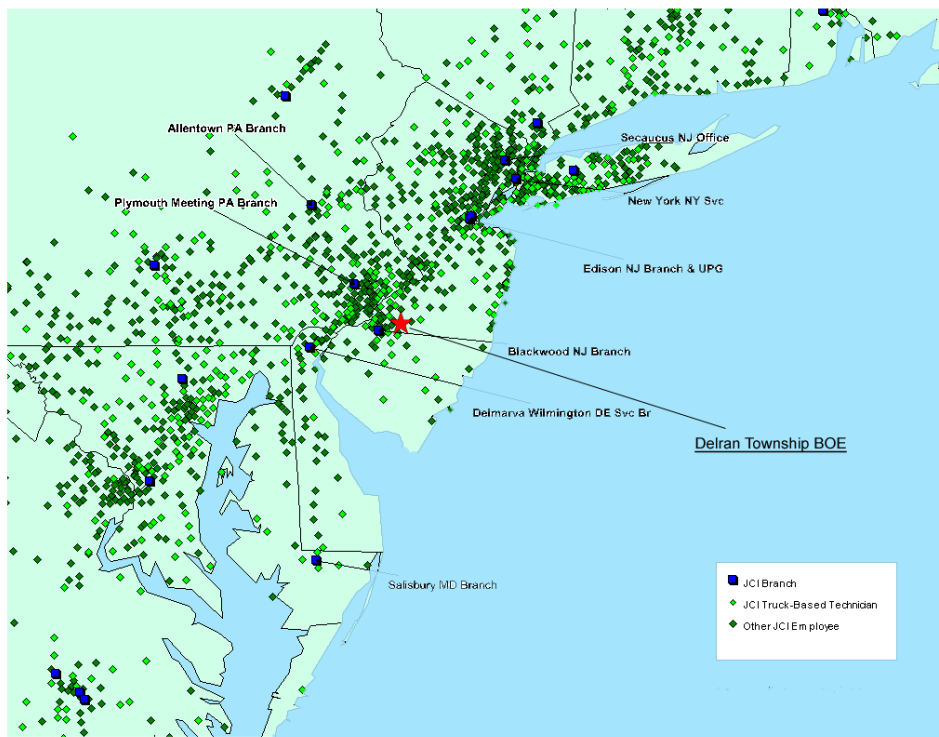 Allentown PA Branch
Secaucus NJ Office
Plymouth Meeting PA Branch
New York NY Svc
Edison NJ Branch & UPG
Blackwood NJ Branch
Delmarva Wilmington DE Svc Br
Delran Township BOE
Salisbury MD Branch
JCI Branch
JCI Truck-Based Technician
Other JCI Employee